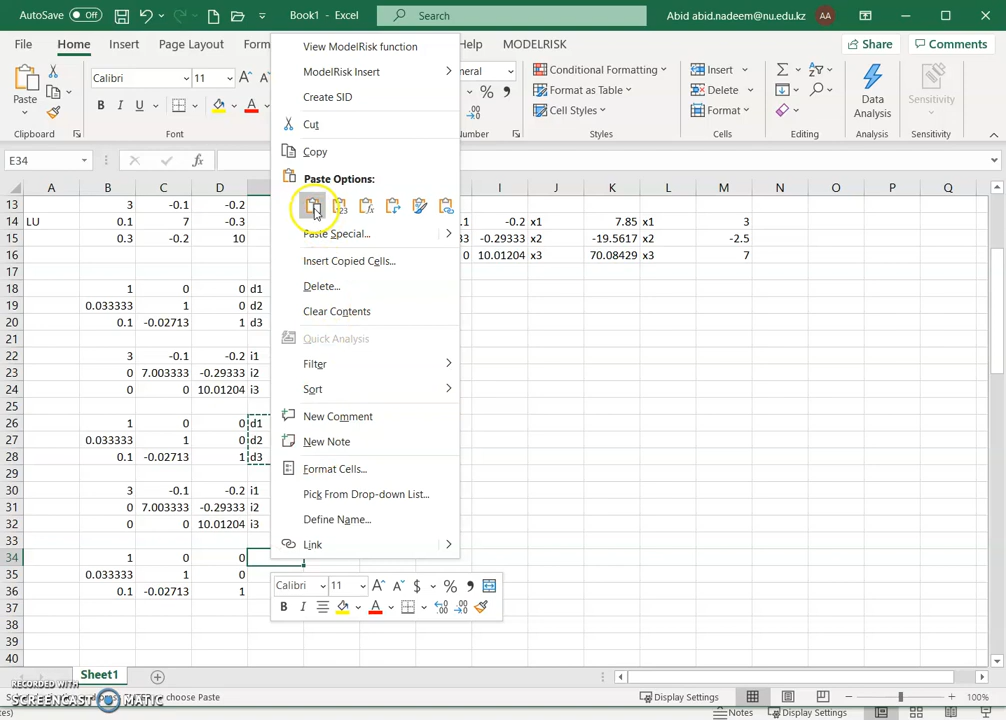 AutoSave Off Book1 - Excel Search Abid abid.nadeem@nu.edu.kz AA
File Home Insert Page Layout Form Help MODELRISK Share Comments
Paste Calibri 11 A A eral % 9 Conditional Formatting Insert Data Analysis Sensitivity
B I U A Format as Table Delete
Cell Styles Format
Clipboard Font Number Styles Cells Editing Analysis Sensitivity
E34 fx
A B C D I J K L M N O P Q
13 3 -0.1 -0.2
14 LU 0.1 7 -0.3 .1 -0.2 x1 7.85 x1 3
15 0.3 -0.2 10 33 -0.29333 x2 -19.5617 x2 -2.5
16 0 10.01204 x3 70.08429 x3 7
17
18 1 0 0 d1
19 0.033333 1 0 d2
20 0.1 -0.02713 1 d3
21
22 3 -0.1 -0.2 i1
23 0 7.003333 -0.29333 i2
24 0 0 10.01204 i3
25
26 1 0 0 d1
27 0.033333 1 0 d2
28 0.1 -0.02713 1 d3
29
30 3 -0.1 -0.2 i1
31 0 7.003333 -0.29333 i2
32 0 0 10.01204 i3
33
34 1 0 0
35 0.033333 1 0
36 0.1 -0.02713 1
37
38
39
40
View ModelRisk function
ModelRisk Insert
Create SID
Cut
Copy
Paste Options:
123 fx
Paste Special...
Insert Copied Cells...
Delete...
Clear Contents
Quick Analysis
Filter
Sort
New Comment
New Note
Format Cells...
Pick From Drop-down List...
Define Name...
Link
Calibri 11 A A $ %
B I A
Sheet1
RECORDED WITH
SCREENCAST MATIC
choose Paste Display Settings 100%
tes) Notes Display Settings